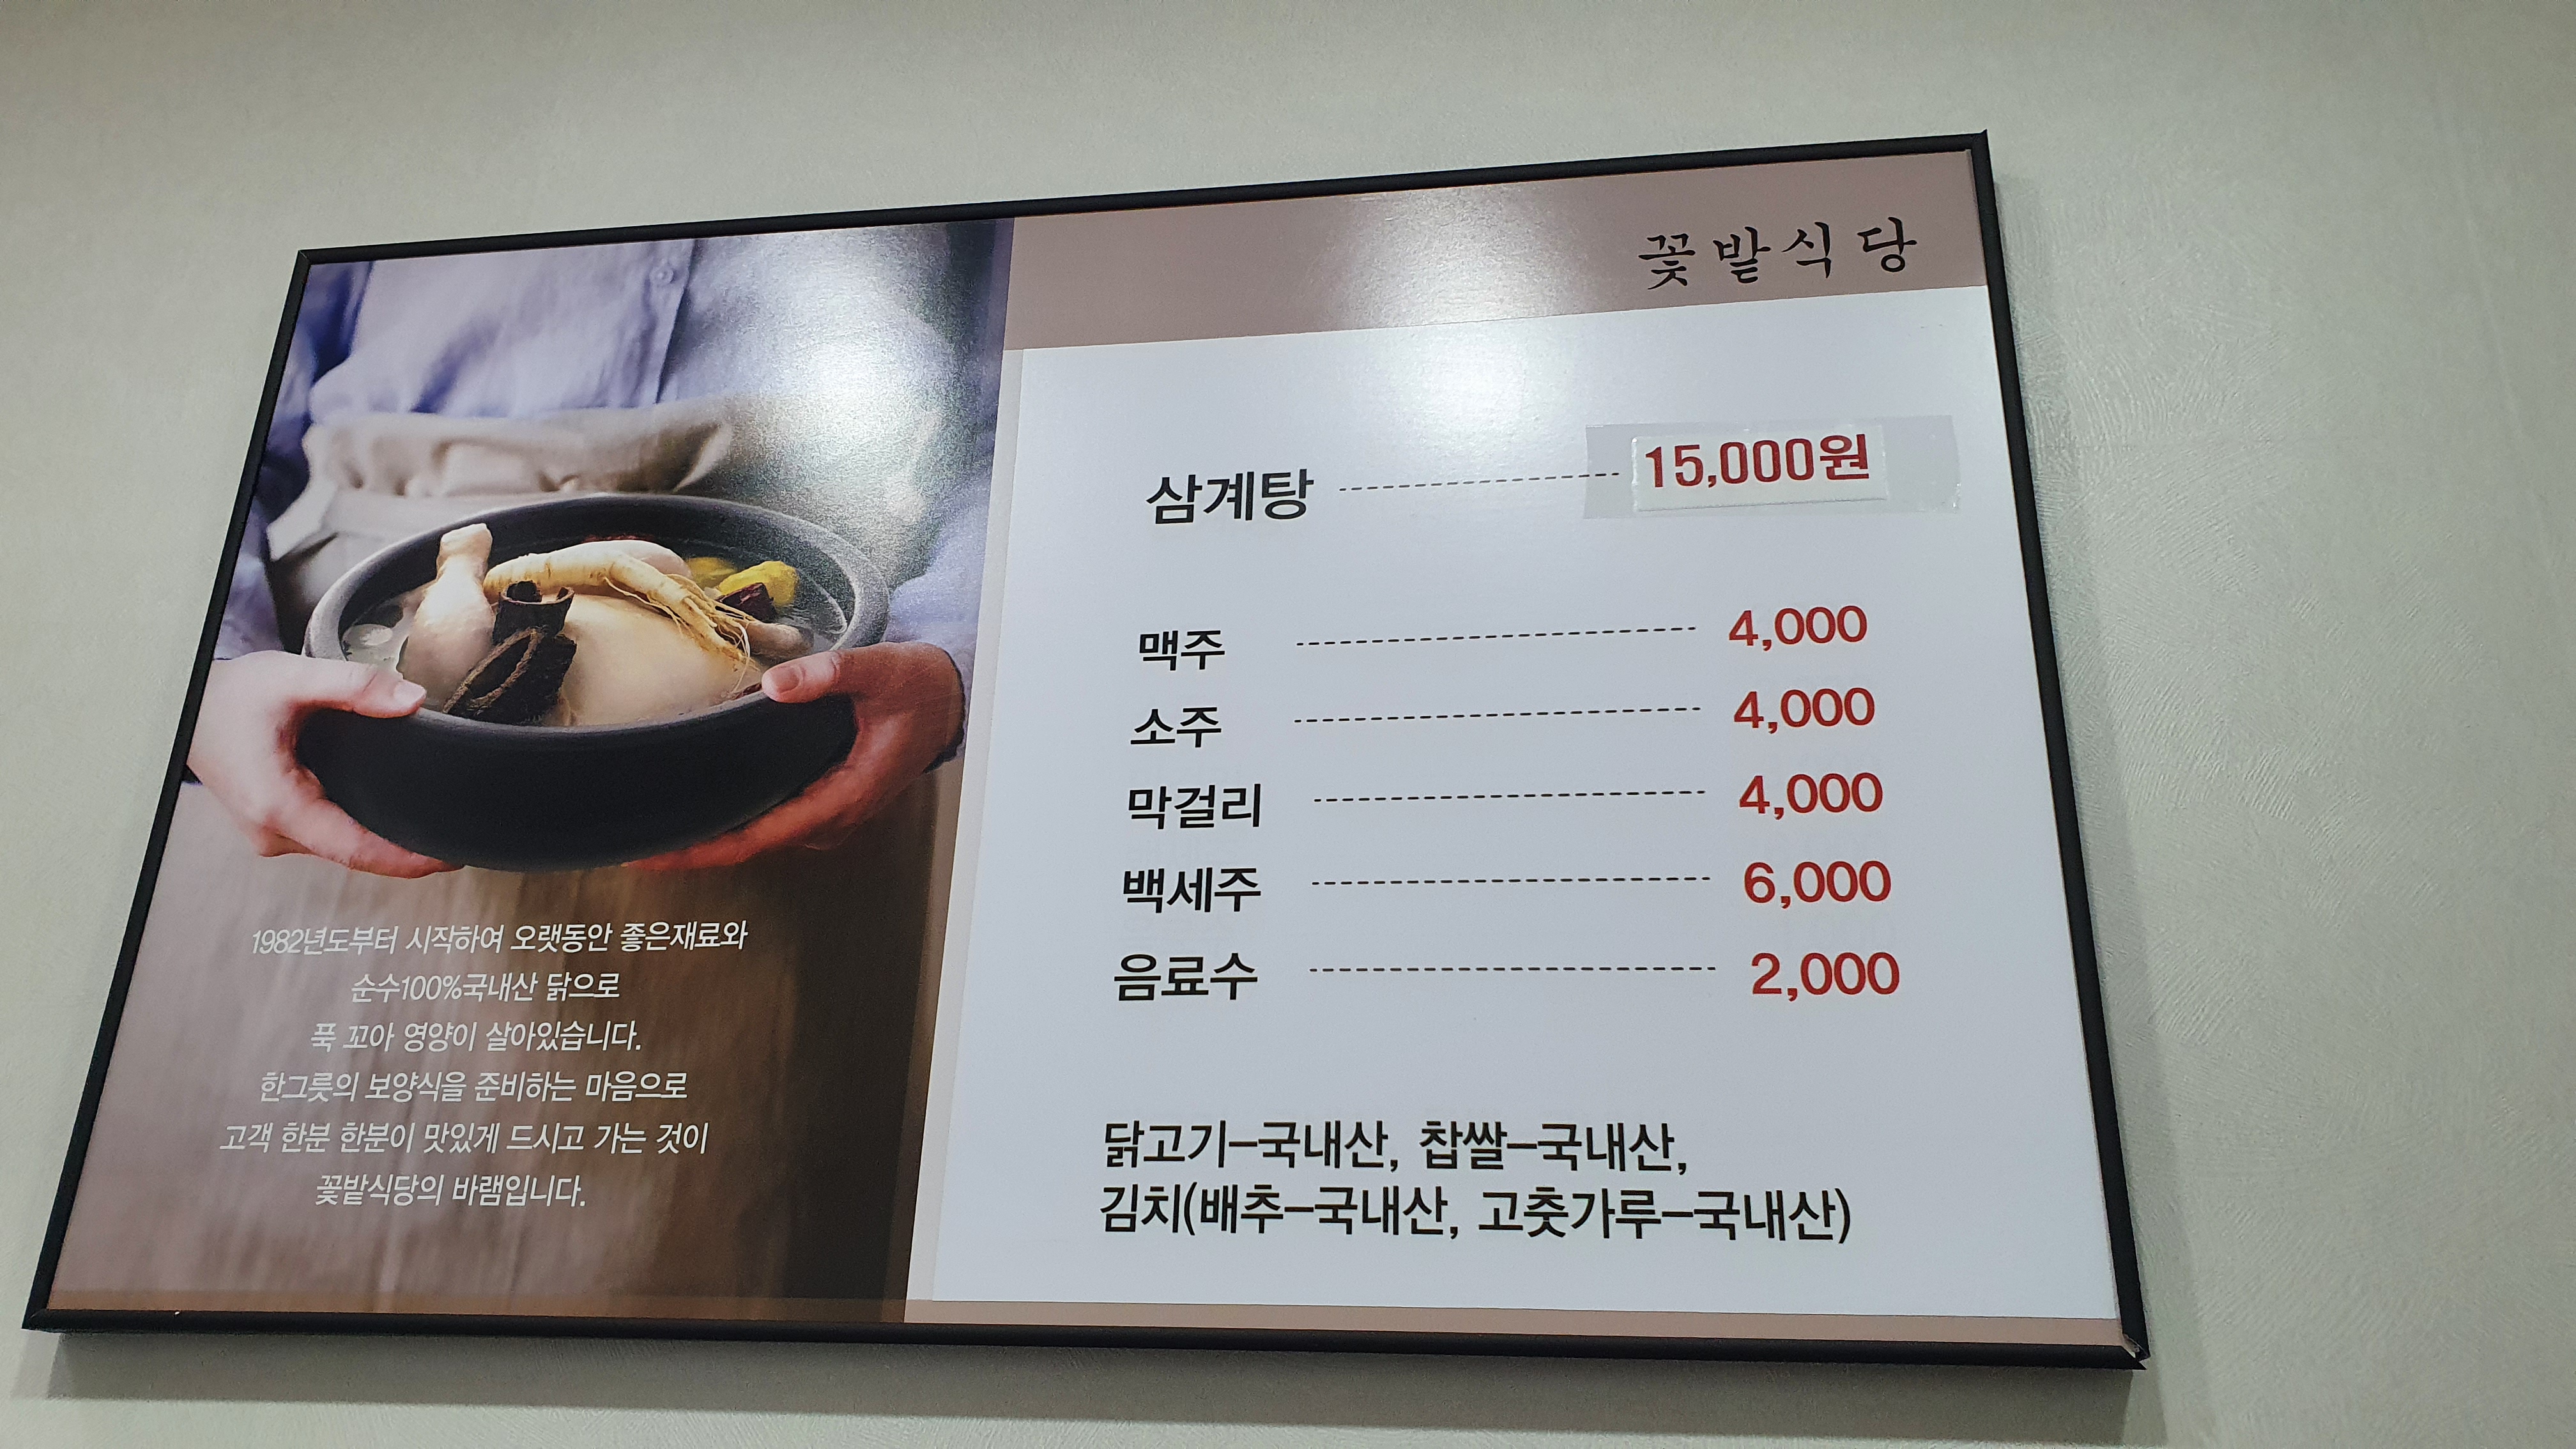 꽃밭식당
삼계탕 15,000원
맥주 4,000
소주 4,000
막걸리 4,000
백세주 6,000
음료수 2,000
닭고기-국내산, 찹쌀-국내산,
김치(배추-국내산, 고춧가루-국내산)
1982년도부터 시작하여 오랫동안 좋은재료와
순수100%국내산 닭으로
푹 꼬아 영양이 살아있습니다.
한그릇의 보양식을 준비하는 마음으로
고객 한분 한분이 맛있게 드시고 가는 것이
꽃밭식당의 바램입니다.